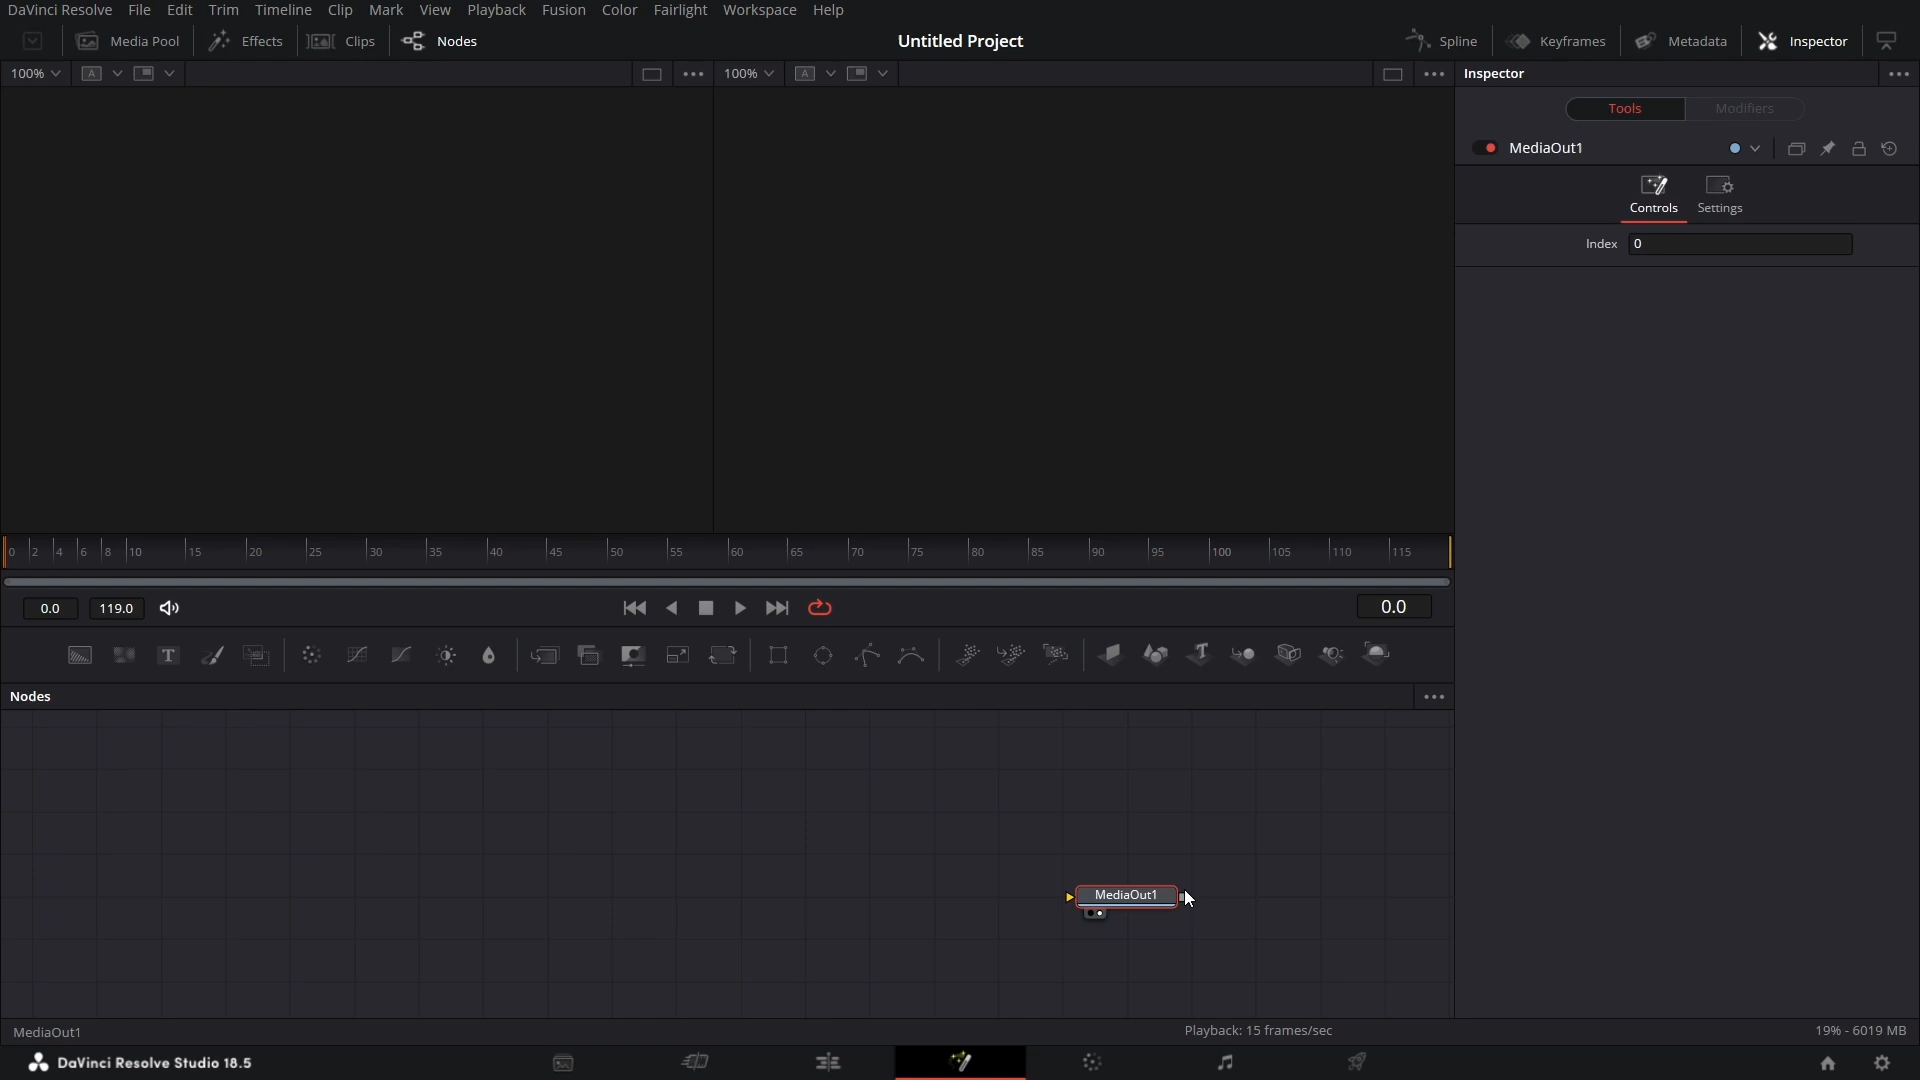 DaVinci Resolve File Edit Trim Timeline Clip Mark View Playback Fusion Color Fairlight Workspace Help
Media Pool Effects Clips Nodes Untitled Project Spline Keyframes Metadata Inspector
100% A 100% A Inspector
Tools Modifiers
MediaOut1
Controls Settings
Index 0
0 2 4 6 8 10 15 20 25 30 35 40 45 50 55 60 65 70 75 80 85 90 95 100 105 110 115
0.0 119.0 0.0
T T
Nodes
MediaOut1
MediaOut1 Playback: 15 frames/sec 19% - 6019 MB
DaVinci Resolve Studio 18.5